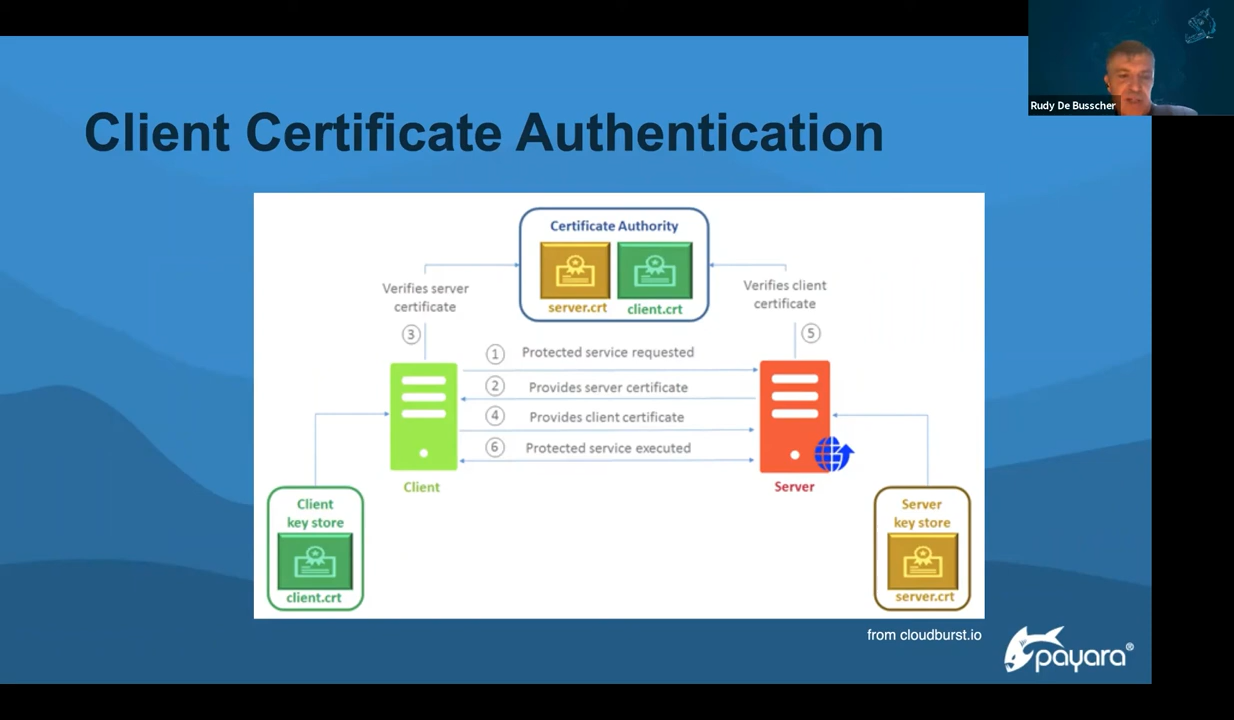 Rudy De Busscher
Client Certificate Authentication
Certificate Authority
server.crt
client.crt
Verifies server
certificate
3
Verifies client
certificate
5
1
Protected service requested
2
Provides server certificate
4
Provides client certificate
6
Protected service executed
Client
Server
Client
key store
client.crt
Server
key store
server.crt
from cloudburst.io
payara®